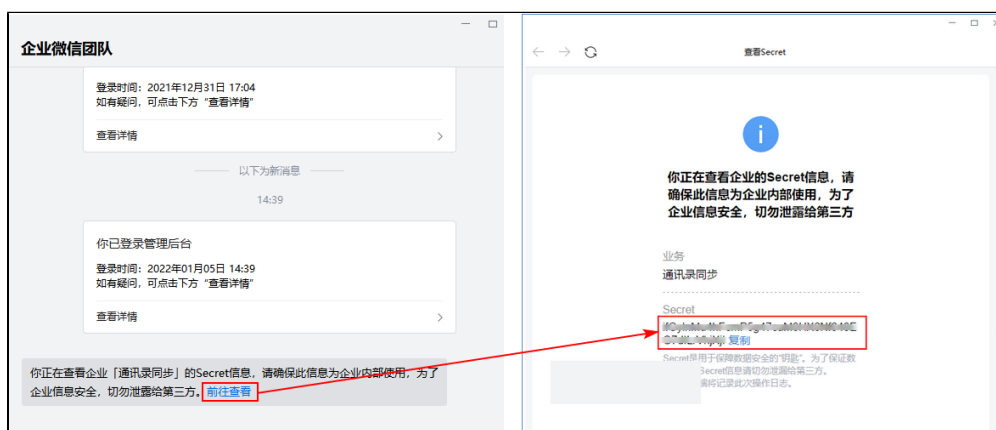 企业微信团队
登录时间：2021年12月31日 17:04
如有疑问，可点击下方“查看详情”
查看详情
以下为新消息
14:39
你已登录管理后台
登录时间：2022年01月05日 14:39
如有疑问，可点击下方“查看详情”
查看详情
你正在查看企业「通讯录同步」的Secret信息，请确保此信息为企业内部使用，为了
企业信息安全，切勿泄露给第三方。前往查看
查看Secret
你正在查看企业的Secret信息，请
确保此信息为企业内部使用，为了
企业信息安全，切勿泄露给第三方
业务
通讯录同步
Secret
复制
Secret是用于保障数据安全的“钥匙”。为了保证数
Secret信息请切勿泄漏给第三方。
将记录此次操作日志。